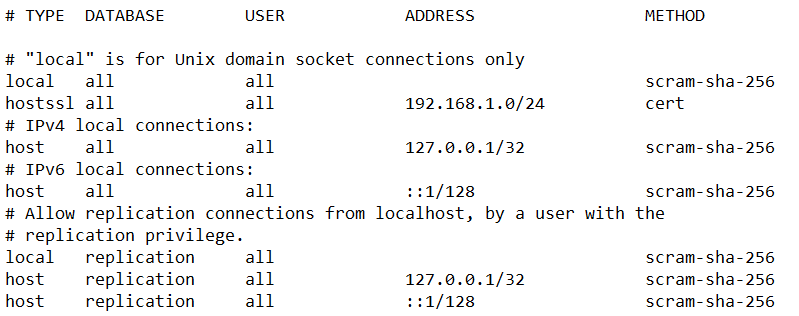 # TYPE  DATABASE        USER            ADDRESS                 METHOD
# "local" is for Unix domain socket connections only
local   all             all                                     scram-sha-256
hostssl all             all             192.168.1.0/24          cert
# IPv4 local connections:
host    all             all             127.0.0.1/32            scram-sha-256
# IPv6 local connections:
host    all             all             ::1/128                 scram-sha-256
# Allow replication connections from localhost, by a user with the
# replication privilege.
local   replication     all                                     scram-sha-256
host    replication     all             127.0.0.1/32            scram-sha-256
host    replication     all             ::1/128                 scram-sha-256